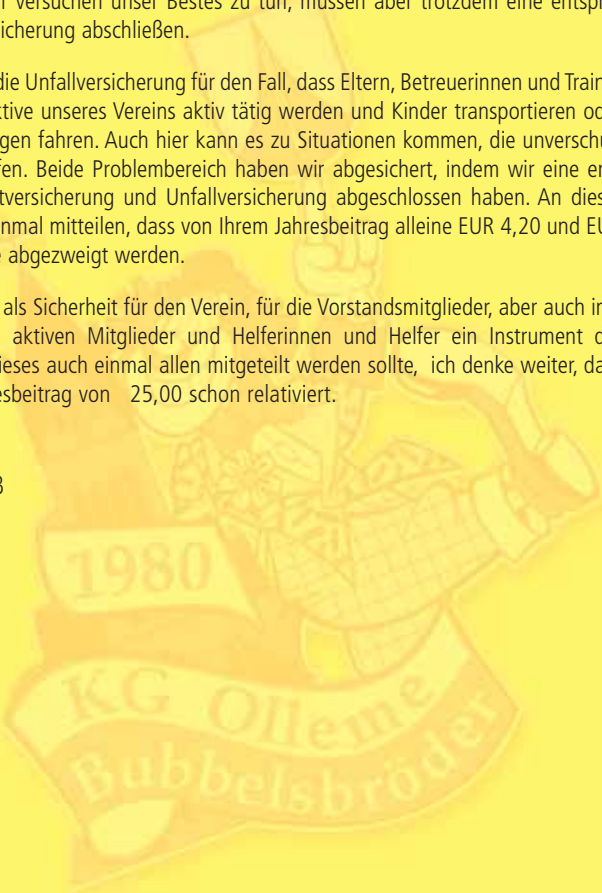 versuchen unser Bestes zu tun, müssen aber trotzdem eine entspr
icherung abschließen.
die Unfallversicherung für den Fall, dass Eltern, Betreuerinnen und Train
ktive unseres Vereins aktiv tätig werden und Kinder transportieren od
gen fahren. Auch hier kann es zu Situationen kommen, die unverschu
fen. Beide Problembereich haben wir abgesichert, indem wir eine en
tversicherung und Unfallversicherung abgeschlossen haben. An dies
nmal mitteilen, dass von Ihrem Jahresbeitrag alleine EUR 4,20 und EU
e abgezweigt werden.
als Sicherheit für den Verein, für die Vorstandsmitglieder, aber auch in
aktiven Mitglieder und Helferinnen und Helfer ein Instrument d
ieses auch einmal allen mitgeteilt werden sollte, ich denke weiter, da
esbeitrag von 25,00 schon relativiert.
1980
KG Olleme
Bubbelsbröder